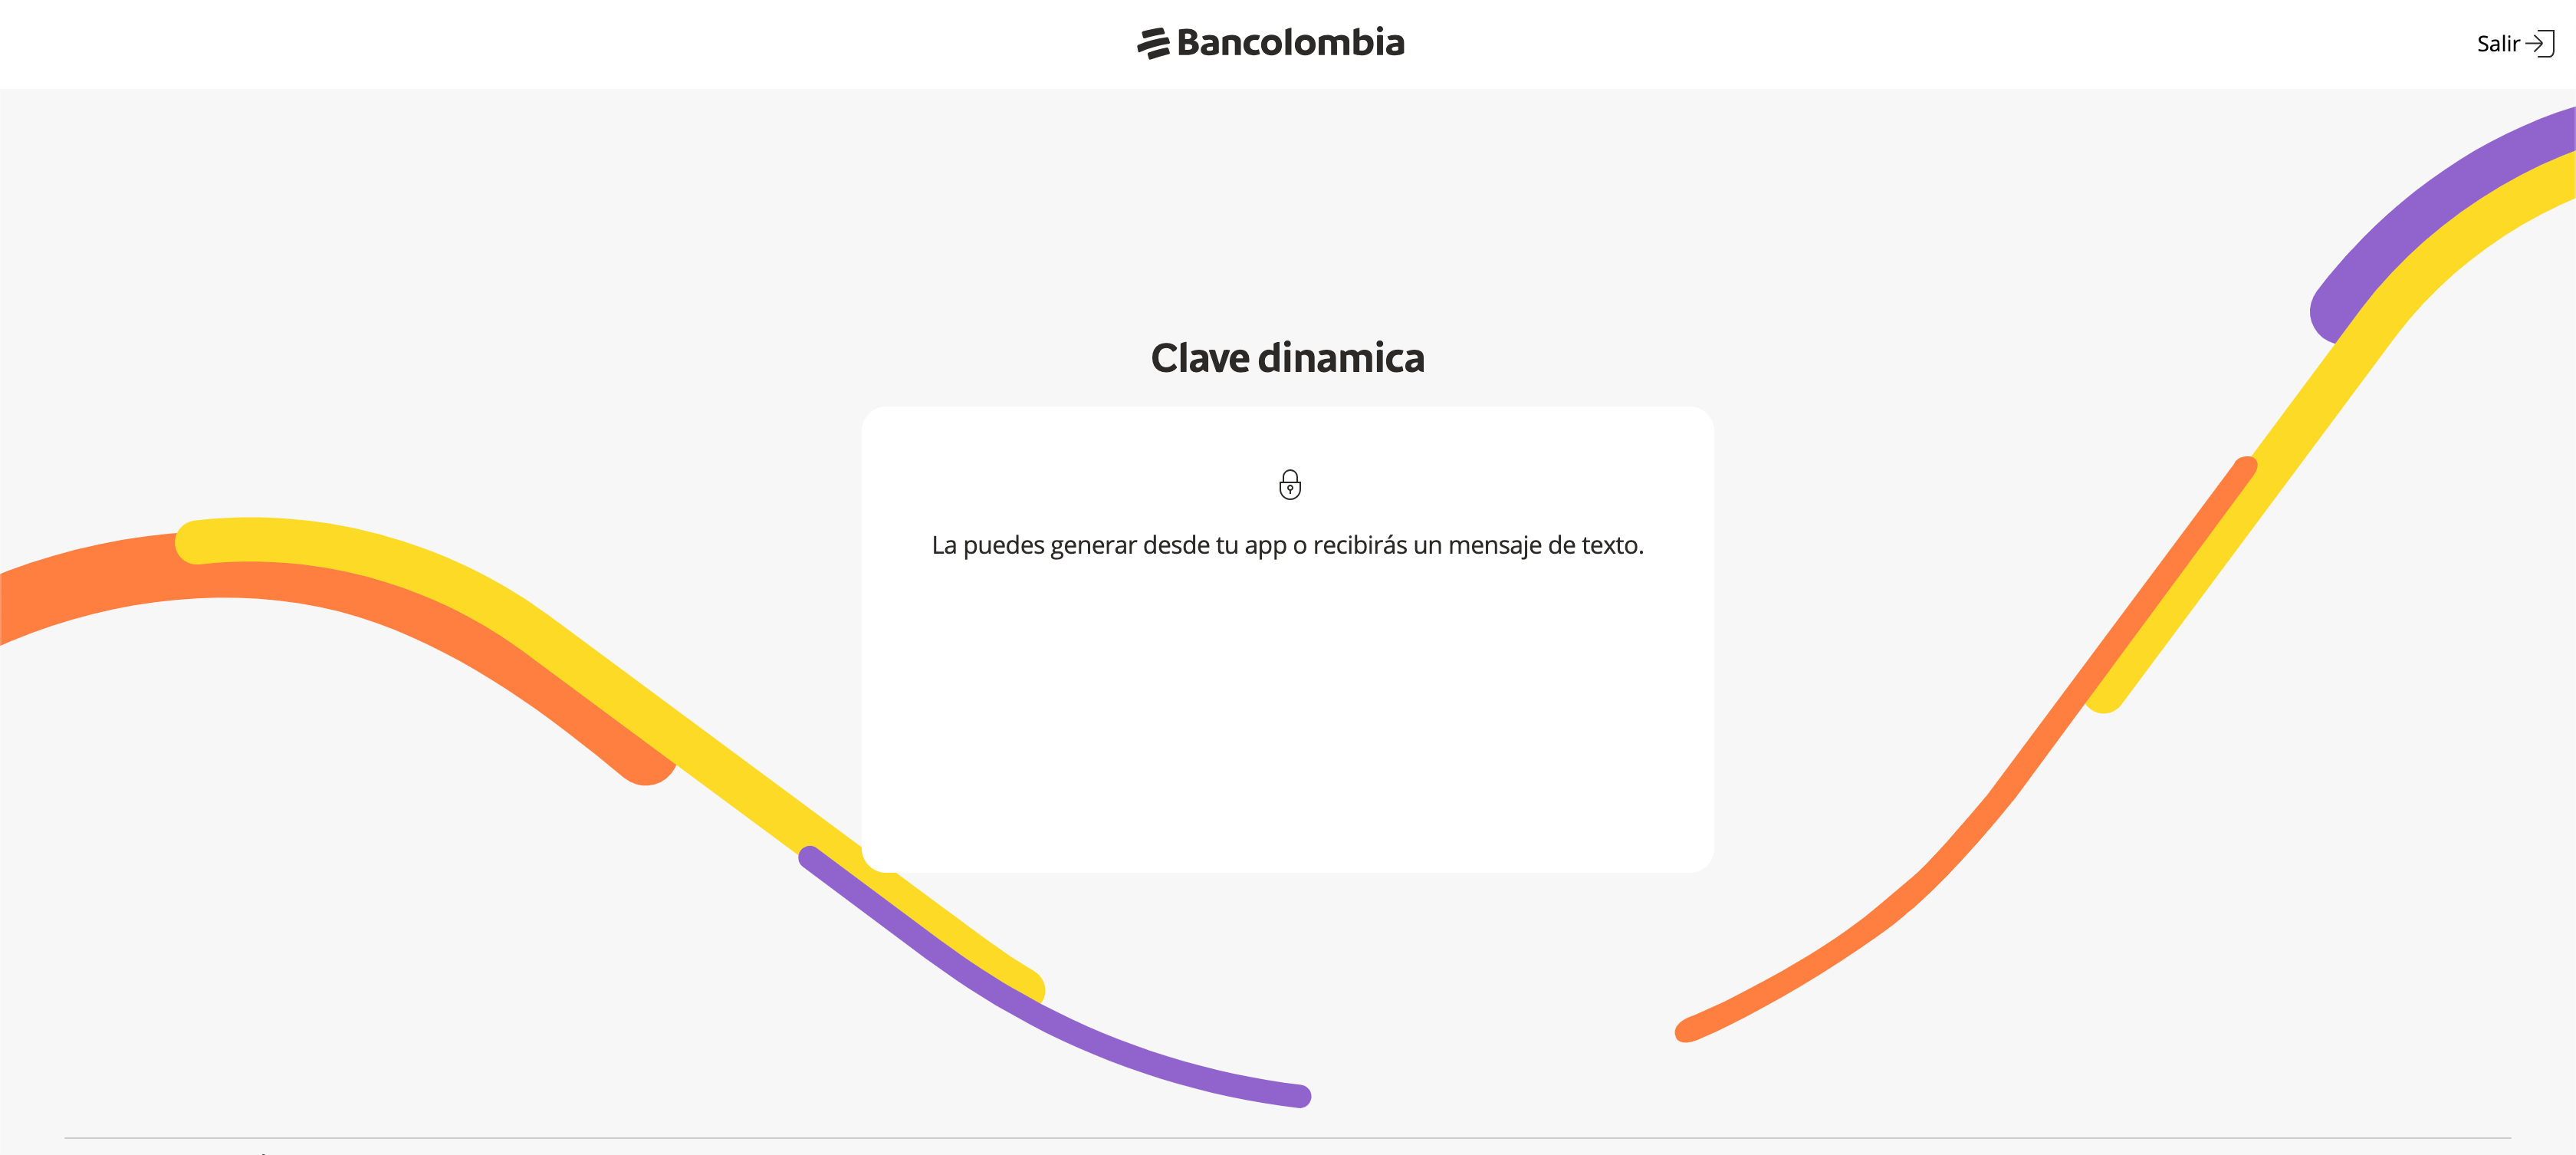 Bancolombia
Salir
Clave dinamica
La puedes generar desde tu app o recibirás un mensaje de texto.